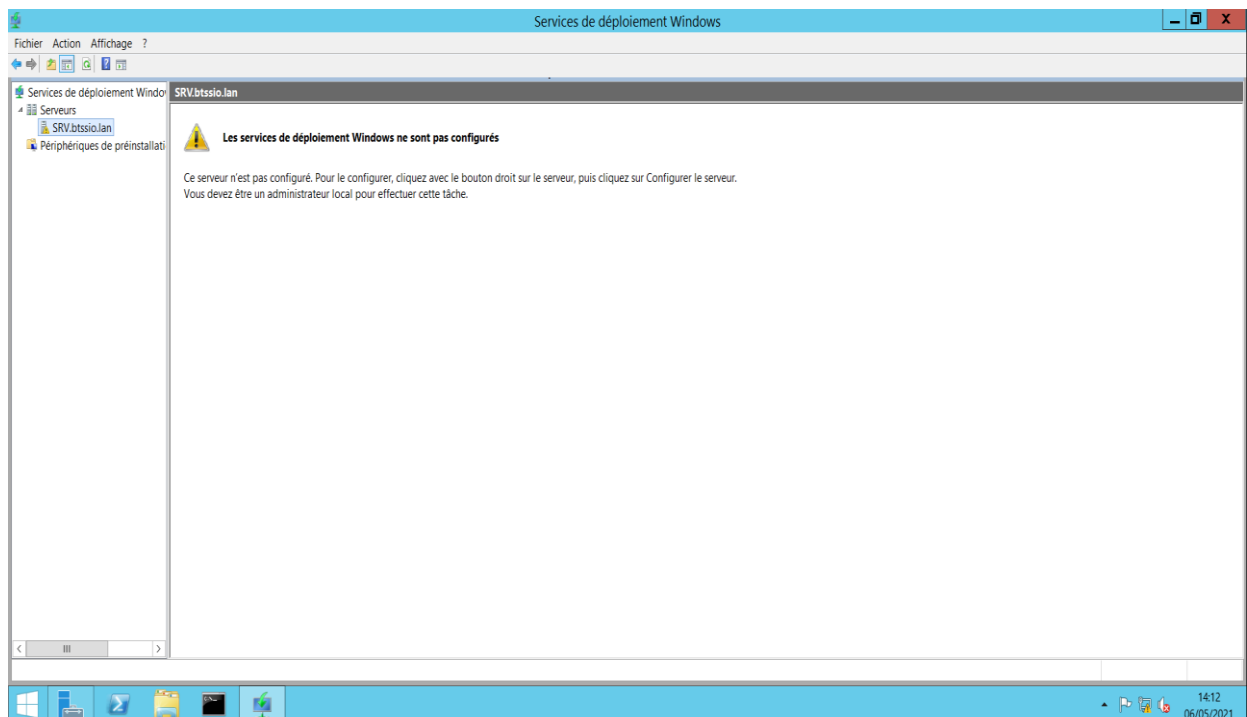 Services de déploiement Windows
X
Fichier Action Affichage ?
Services de déploiement Windo
Serveurs
SRV.btssio.lan
Périphériques de préinstallati
SRV.btssio.lan
Les services de déploiement Windows ne sont pas configurés
Ce serveur n'est pas configuré. Pour le configurer, cliquez avec le bouton droit sur le serveur, puis cliquez sur Configurer le serveur.
Vous devez être un administrateur local pour effectuer cette tâche.
14:12
06/05/2021